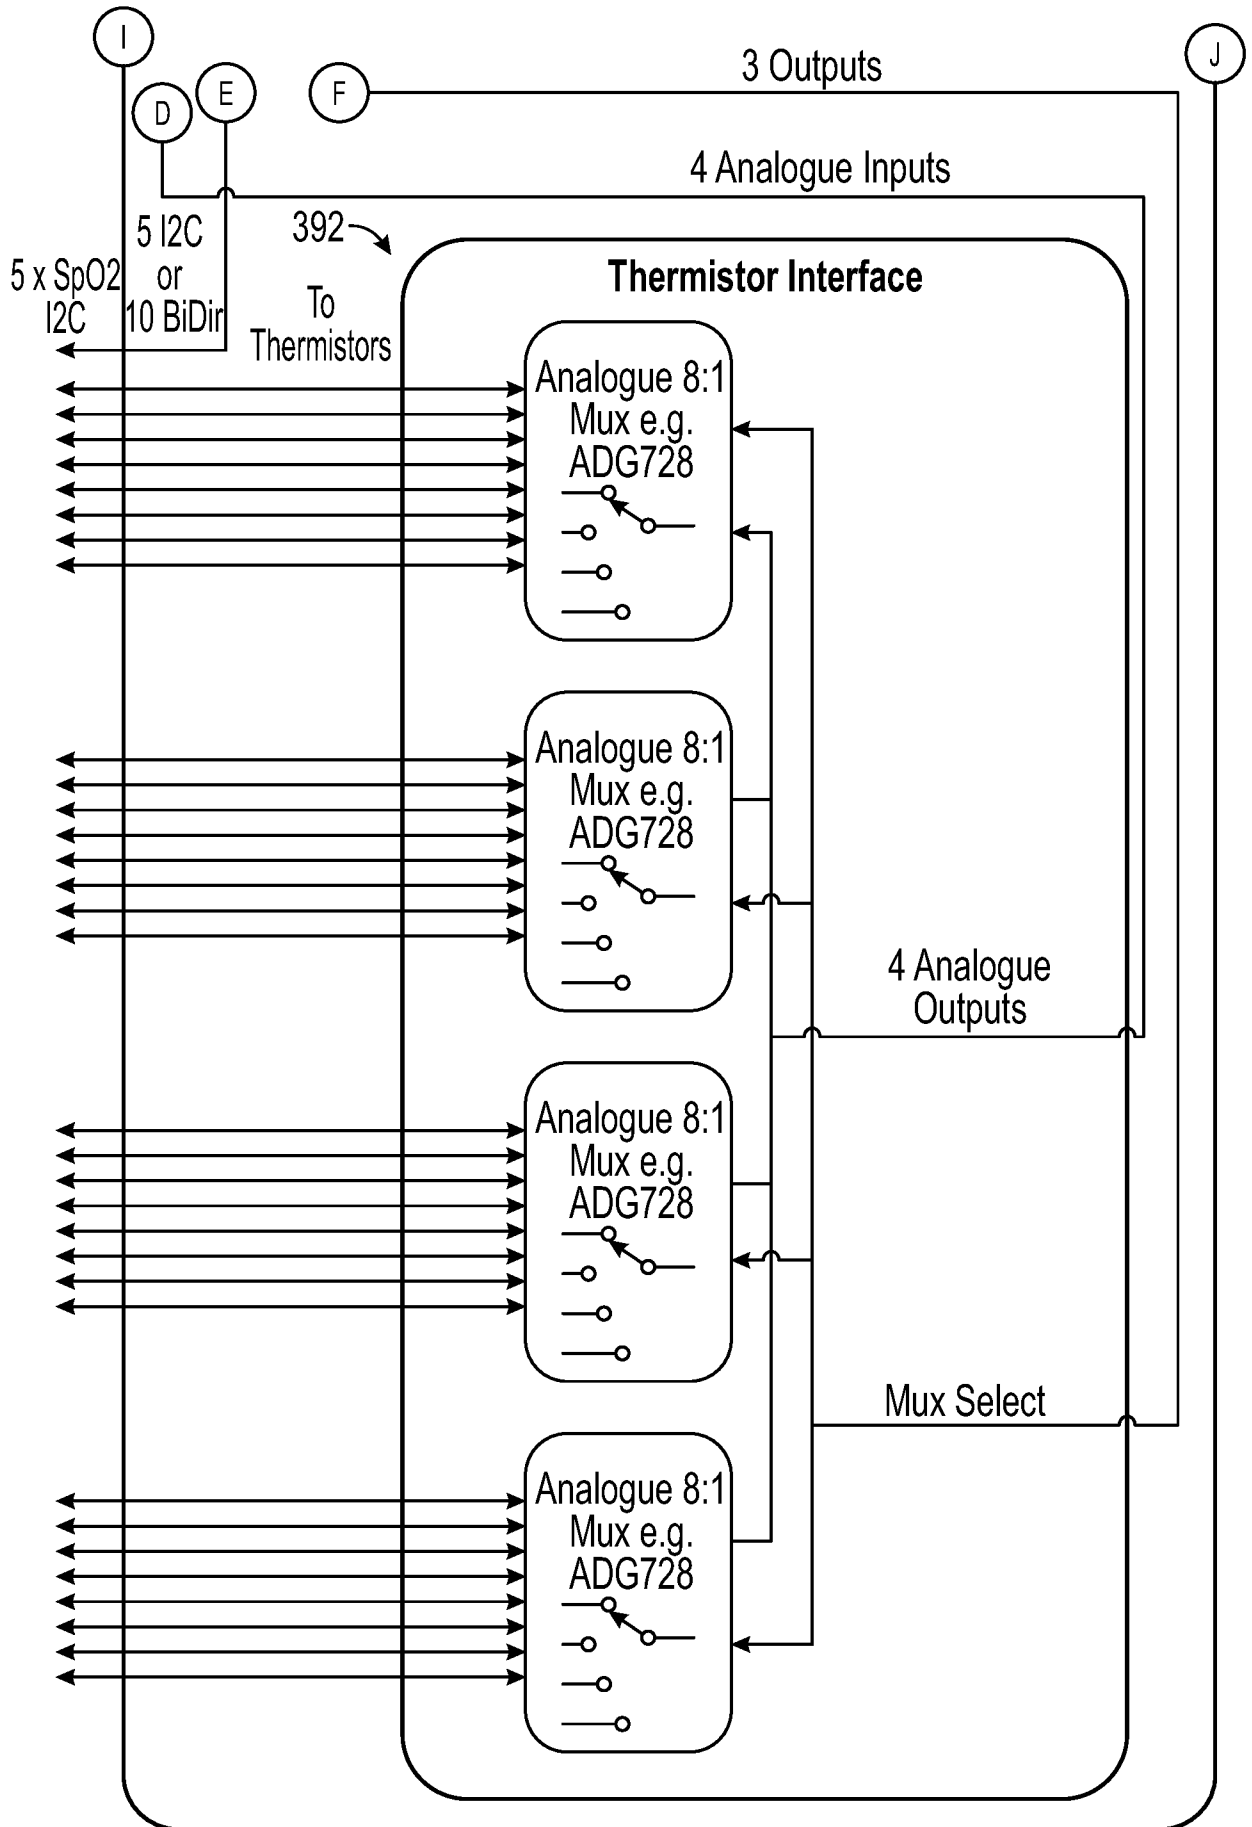 I
J
3 Outputs
E
F
D
4 Analogue Inputs
392
5 I2C
or
10 BiDir
5 x SpO2
I2C
To
Thermistors
Thermistor Interface
Analogue 8:1
Mux e.g.
ADG728
Analogue 8:1
Mux e.g.
ADG728
4 Analogue
Outputs
Analogue 8:1
Mux e.g.
ADG728
Mux Select
Analogue 8:1
Mux e.g.
ADG728